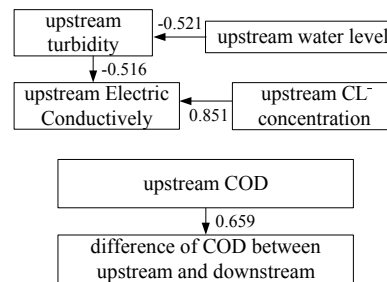 upstream
turbidity
-0.521
upstream water level
-0.516
upstream Electric
Conductively
0.851
upstream CL⁻
concentration
upstream COD
0.659
difference of COD between
upstream and downstream